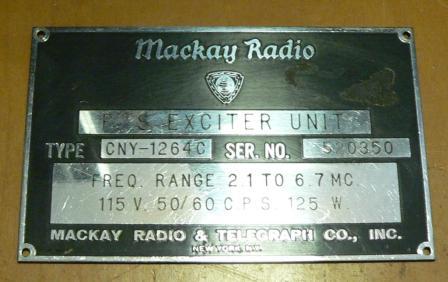 Mackay Radio
EXCITER UNIT
TYPE CNY-1264C SER. NO. 520350
FREQ. RANGE 2.1 TO 6.7 MC.
115 V. 50/60 C.P.S. 125 W.
MACKAY RADIO & TELEGRAPH CO., INC.
NEW YORK, N.Y.